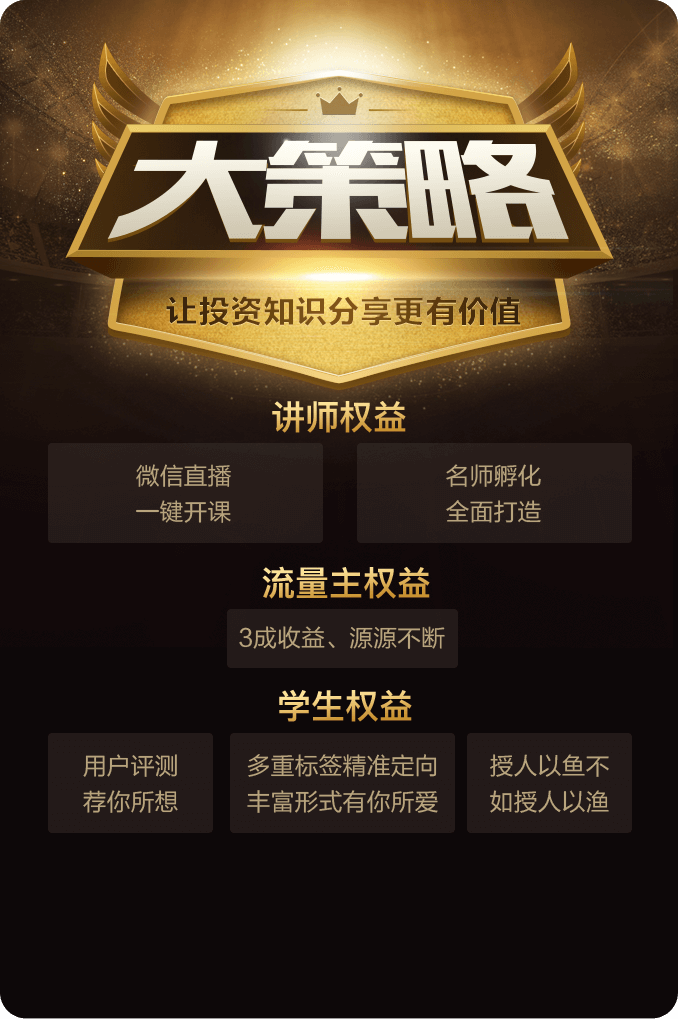 大策略
让投资知识分享更有价值
讲师权益
微信直播
一键开课
名师孵化
全面打造
流量主权益
3成收益、源源不断
学生权益
用户评测
荐你所想
多重标签精准定向
丰富形式有你所爱
授人以鱼不
如授人以渔